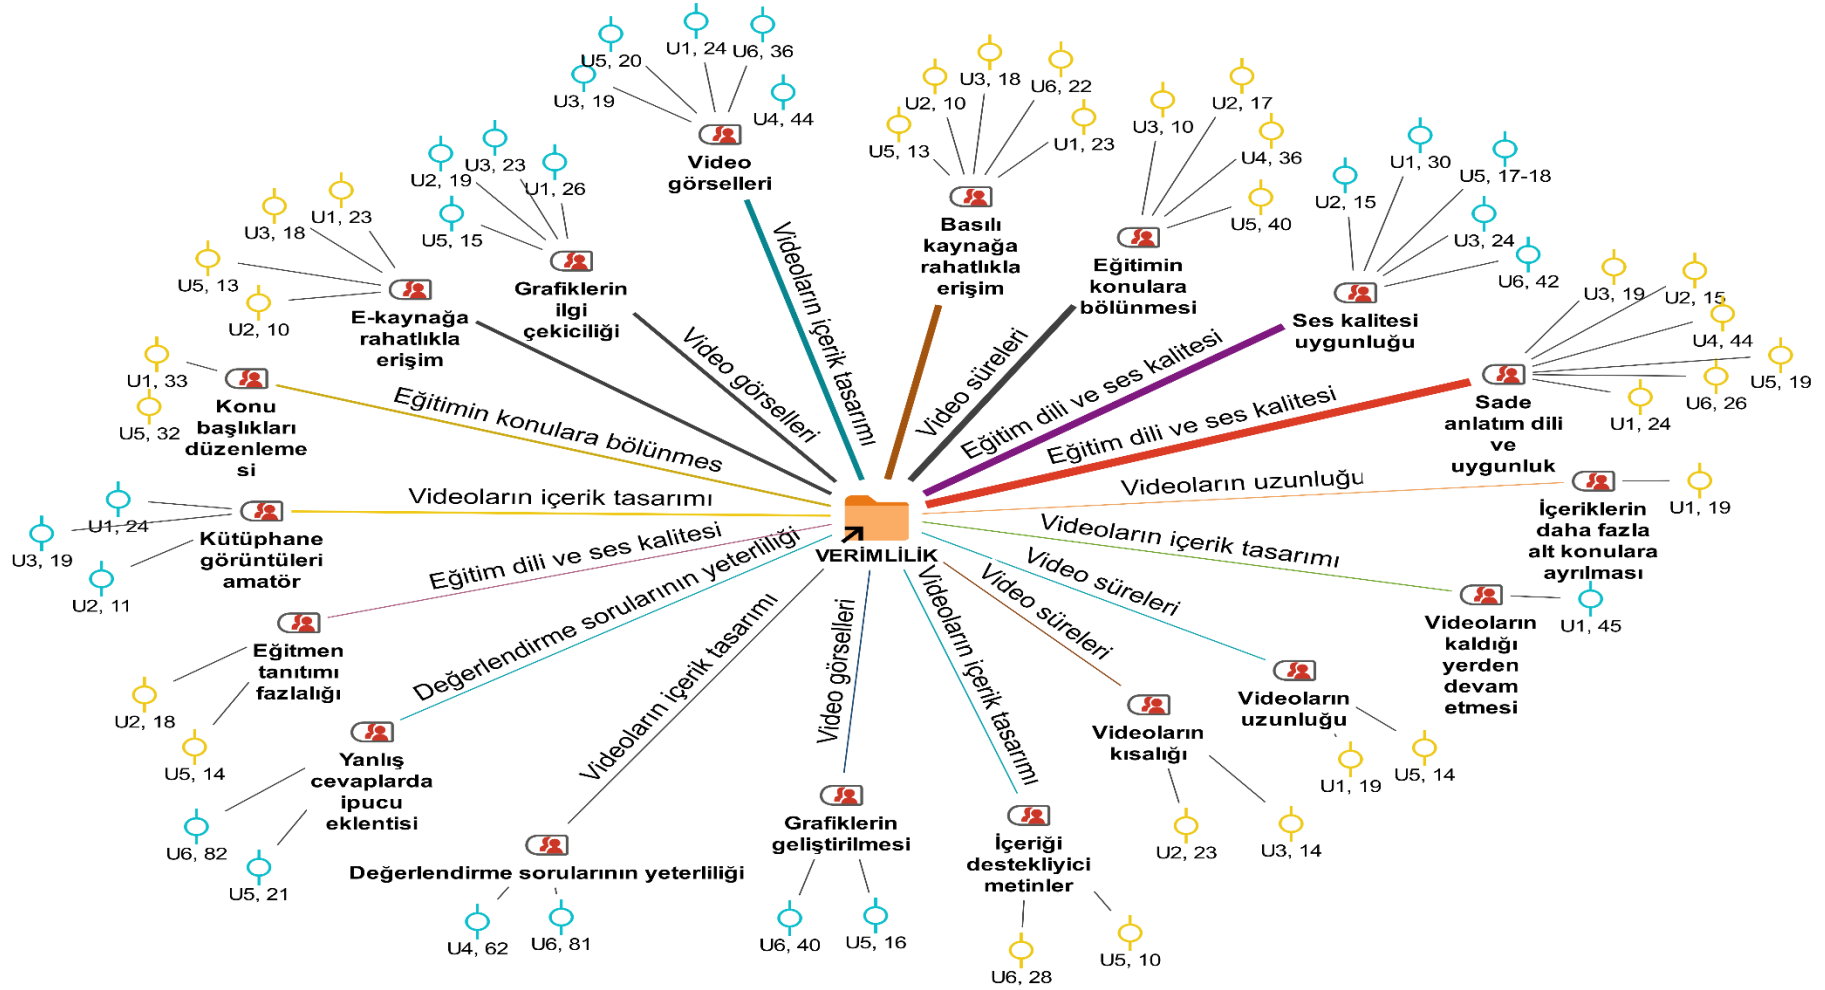 U5, 20
U1, 24
U6, 36
U3, 19
U4, 44
Video
görselleri
U3, 18
U6, 22
U2, 10
U5, 13
U1, 23
Basılı
kaynağa
rahatlıkla
erişim
U2, 17
U3, 10
U4, 36
U5, 40
Eğitimin
konulara
bölünmesi
U1, 30
U5, 17-18
U2, 15
U3, 24
U6, 42
Ses kalitesi
uygunluğu
U3, 19
U2, 15
U4, 44
U5, 19
U6, 26
U1, 24
Sade
anlatım dili
ve
uygunluk
U3, 23
U2, 19
U1, 26
U5, 15
Grafiklerin
ilgi
çekiciliği
U1, 23
U3, 18
U5, 13
U2, 10
E-kaynağa
rahatlıkla
erişim
U1, 33
U5, 32
Konu
başlıkları
düzenleme
si
U1, 24
U3, 19
U2, 11
Kütüphane
görüntüleri
amatör
Eğitmen
tanıtımı
fazlalığı
U2, 18
U5, 14
Yanlış
cevaplarda
ipucu
eklentisi
U6, 82
U5, 21
Değerlendirme sorularının yeterliliği
U4, 62
U6, 81
Grafiklerin
geliştirilmesi
U6, 40
U5, 16
İçeriği
destekliyici
metinler
U6, 28
U5, 10
Videoların
kısalığı
U2, 23
U3, 14
Videoların
uzunluğu
U1, 19
U5, 14
Videoların
kaldığı
yerden
devam
etmesi
U1, 45
İçeriklerin
daha fazla
alt konulara
ayrılması
U1, 19
VERİMLİLİK
Videoların içerik tasarımı
Video süreleri
Eğitim dili ve ses kalitesi
Eğitim dili ve ses kalitesi
Videoların uzunluğu
Videoların içerik tasarımı
Video süreleri
Video süreleri
Videoların içerik tasarımı
Video görselleri
Videoların içerik tasarımı
Değerlendirme sorularının yeterliliği
Eğitim dili ve ses kalitesi
Videoların içerik tasarımı
Eğitimin konulara bölünmes
Video görselleri